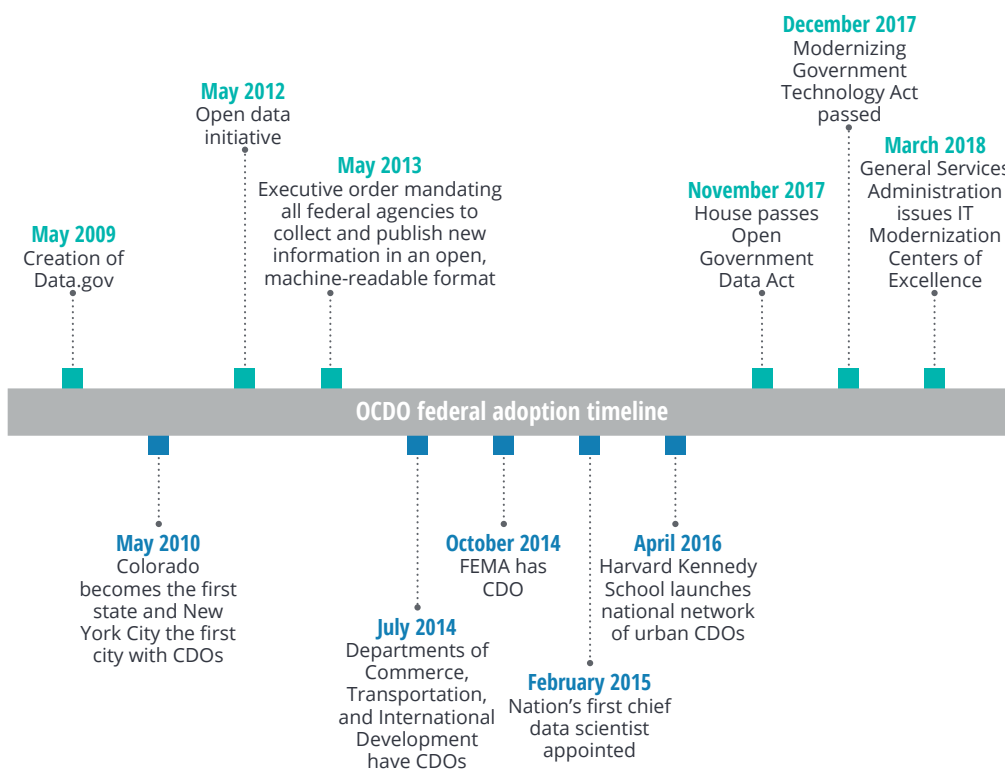 May 2009
Creation of
Data.gov
May 2012
Open data
initiative
May 2013
Executive order mandating
all federal agencies to
collect and publish new
information in an open,
machine-readable format
November 2017
House passes
Open
Government
Data Act
December 2017
Modernizing
Government
Technology Act
passed
March 2018
General Services
Administration
issues IT
Modernization
Centers of
Excellence
OCDO federal adoption timeline
May 2010
Colorado
becomes the first
state and New
York City the first
city with CDOs
July 2014
Departments of
Commerce,
Transportation,
and International
Development
have CDOs
October 2014
FEMA has
CDO
February 2015
Nation’s first chief
data scientist
appointed
April 2016
Harvard Kennedy
School launches
national network
of urban CDOs